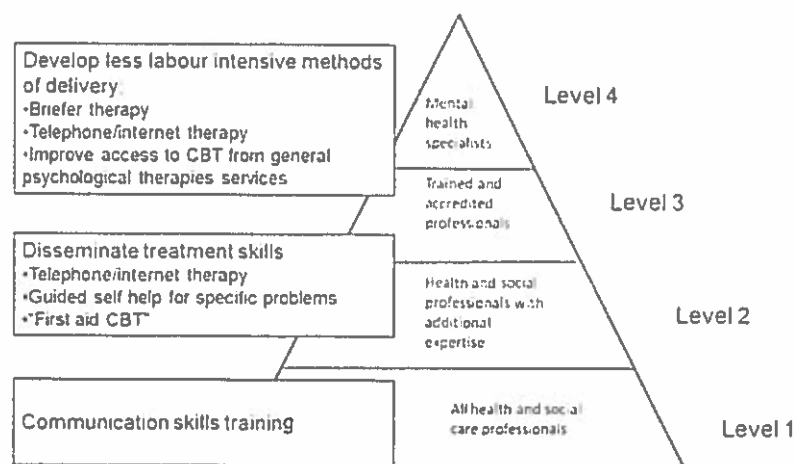 Develop less labour intensive methods
of delivery
•Briefer therapy
•Telephone/internet therapy
•Improve access to CBT from general
psychological therapies services
Mental
health
specialists
Level 4
Trained and
accredited
professionals
Level 3
Disseminate treatment skills
•Telephone/internet therapy
•Guided self help for specific problems
•"First aid CBT"
Health and social
professionals with
additional
expertise
Level 2
Communication skills training
All health and social
care professionals
Level 1